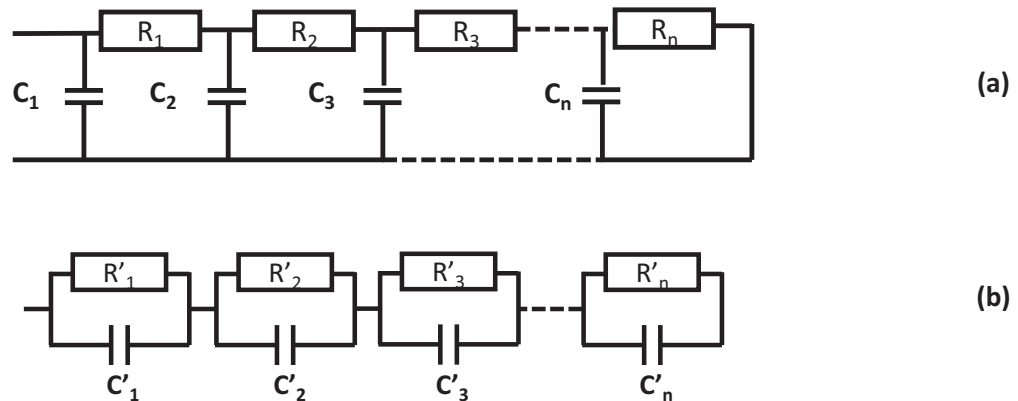 R₁ R₂ R₃ Rₙ
C₁ C₂ C₃ Cₙ (a)
R'₁ R'₂ R'₃ R'ₙ
(b)
C'₁ C'₂ C'₃ C'ₙ